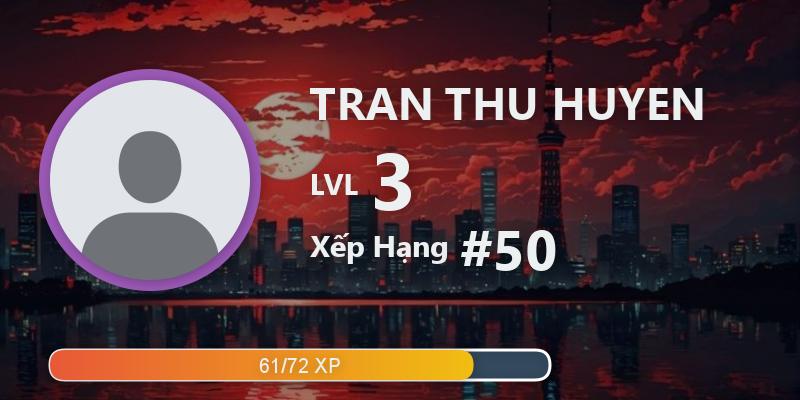 TRAN THU HUYEN
LVL 3
Xếp Hạng #50
61/72 XP